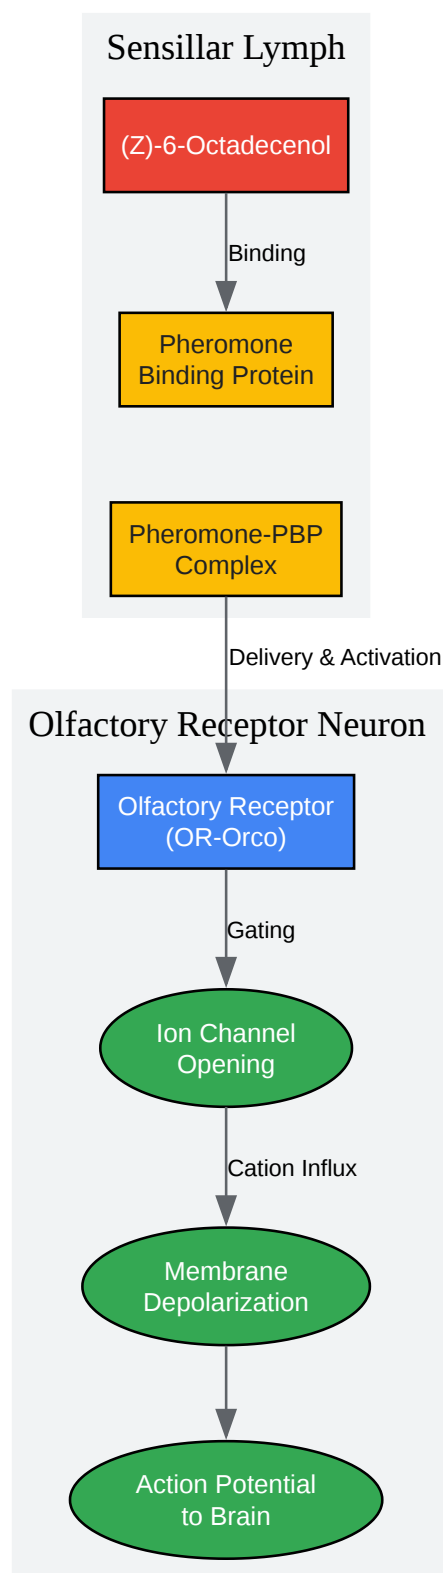 Sensillar Lymph
(Z)-6-Octadecenol
Binding
Pheromone
Binding Protein
Pheromone-PBP
Complex
Delivery & Activation
Olfactory Receptor Neuron
Olfactory Receptor
(OR-Orco)
Gating
Ion Channel
Opening
Cation Influx
Membrane
Depolarization
Action Potential
to Brain